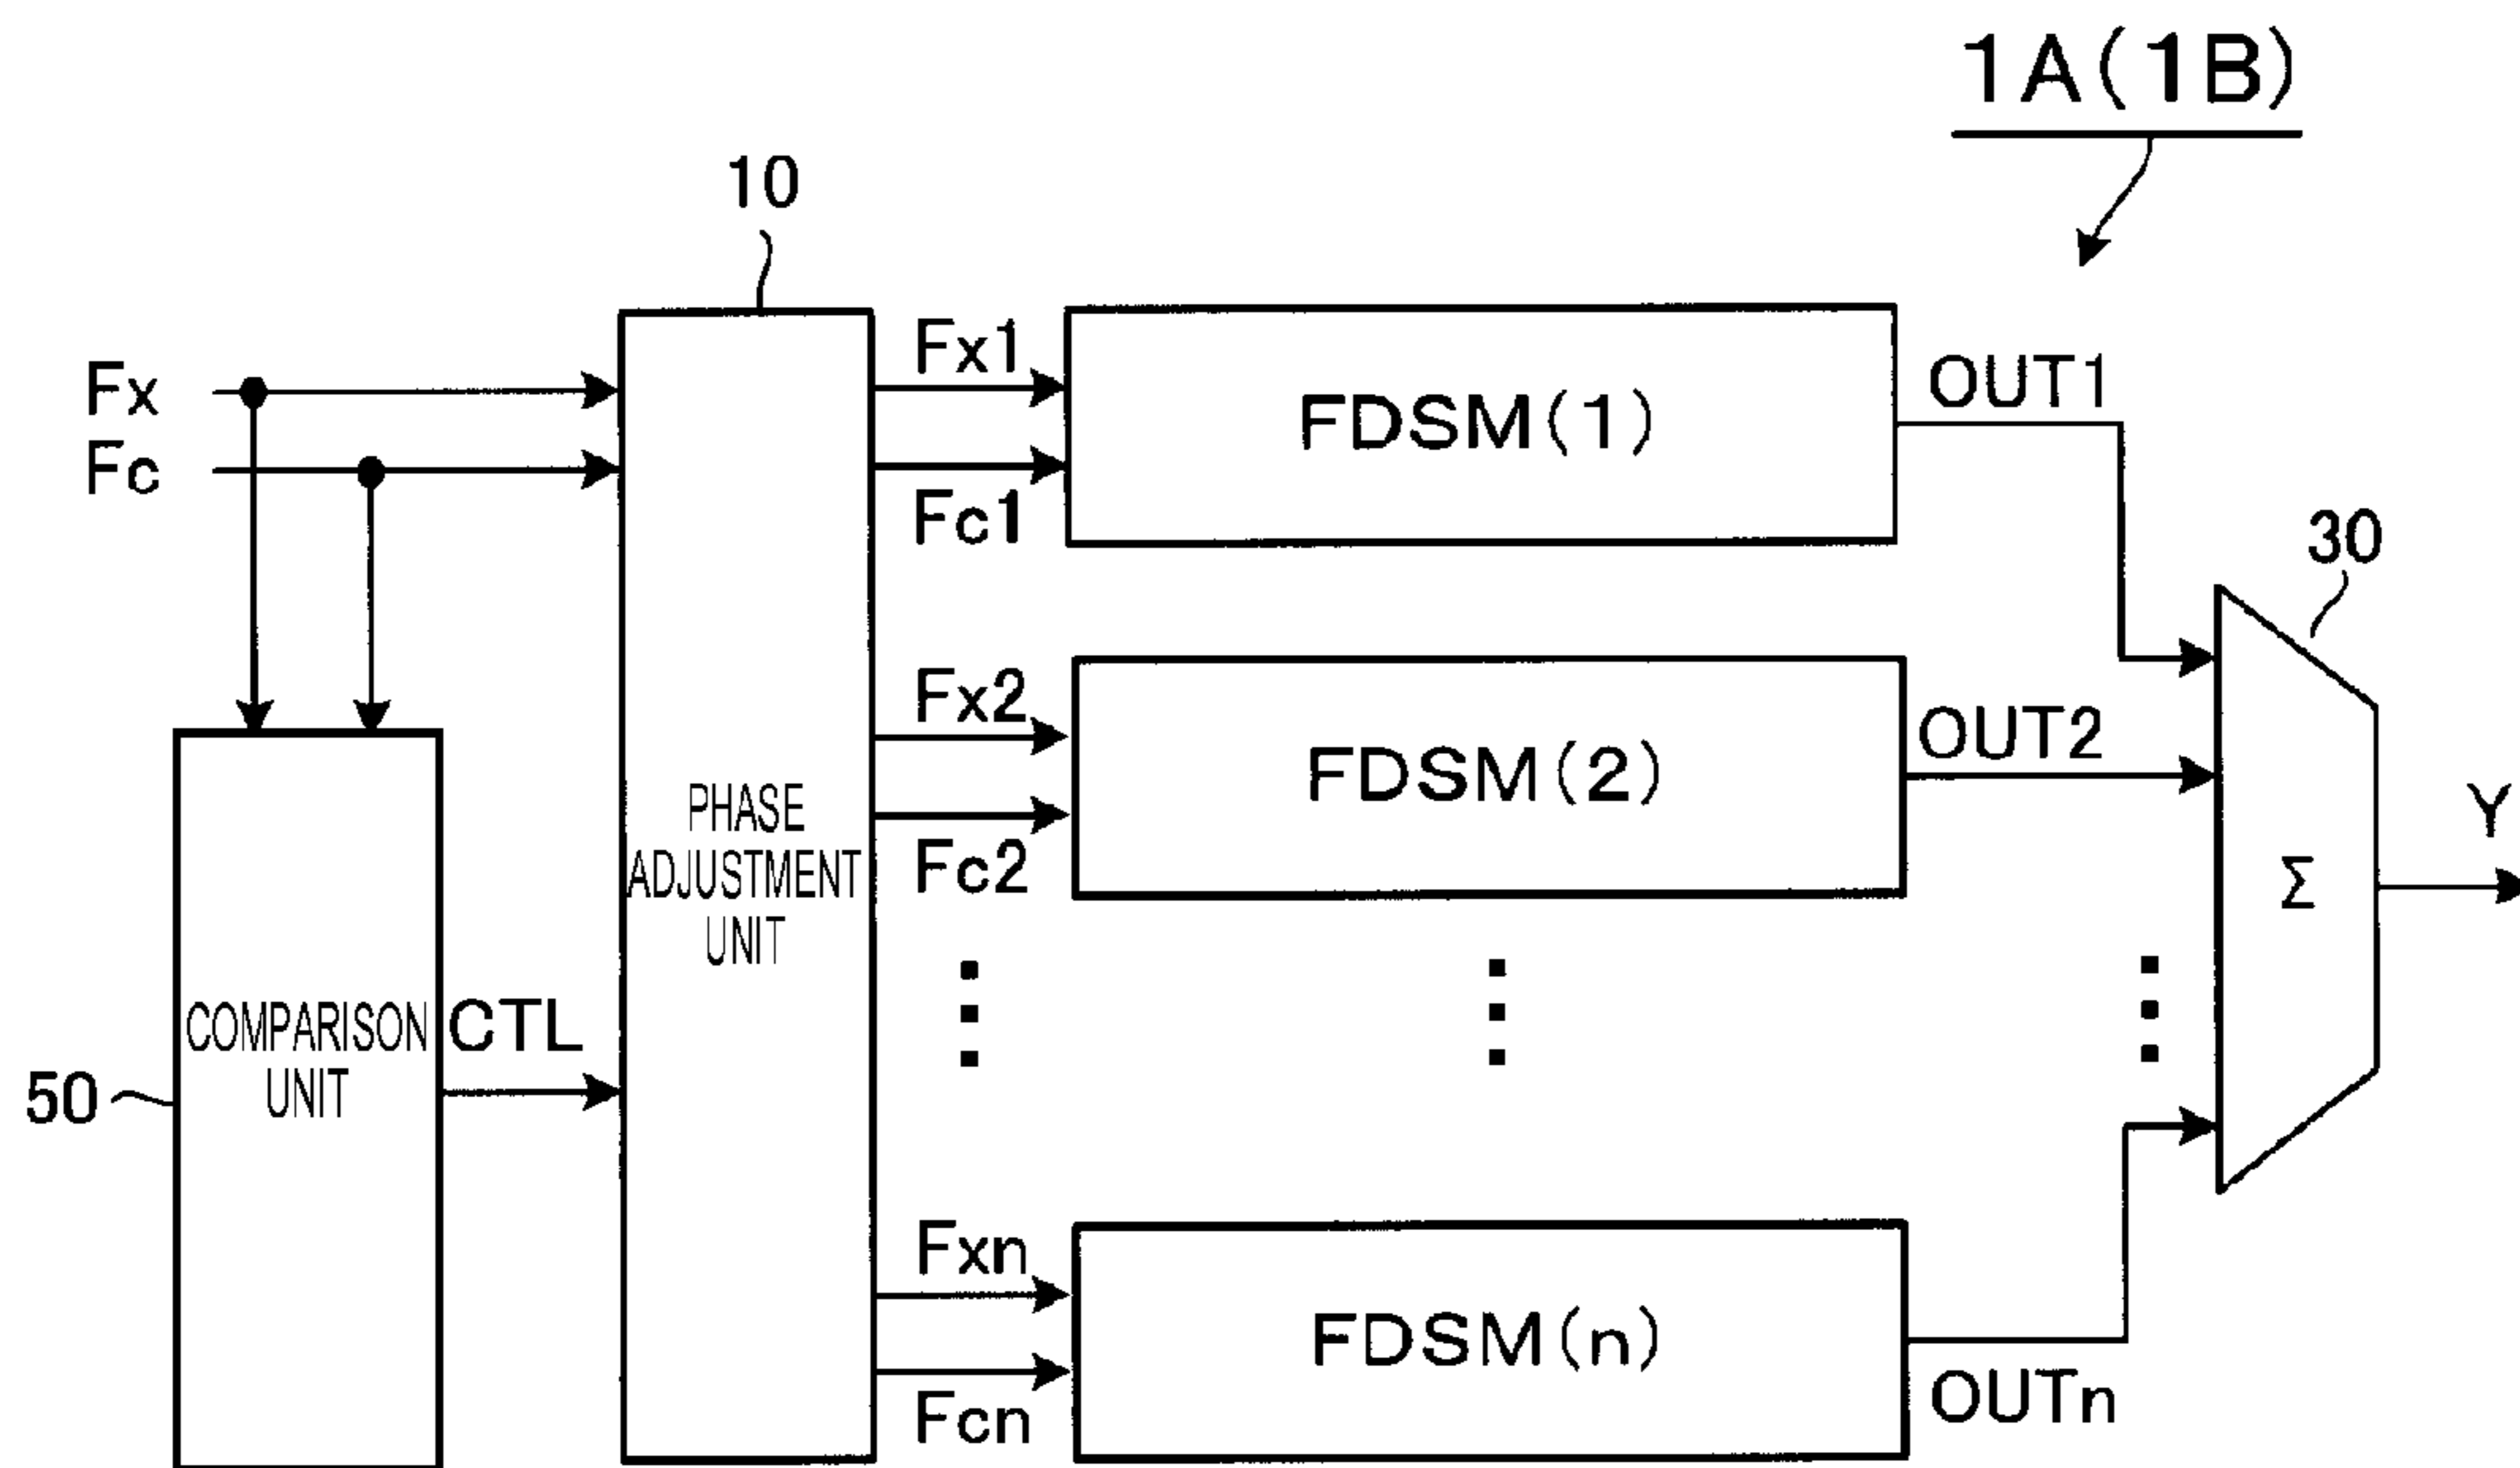 1A(1B)
10
Fx
Fc
Fx1
Fc1
FDSM(1)
OUT1
30
Fx2
Fc2
FDSM(2)
OUT2
Y
Σ
PHASE
ADJUSTMENT
UNIT
COMPARISON
UNIT
CTL
50
Fxn
Fcn
FDSM(n)
OUTn